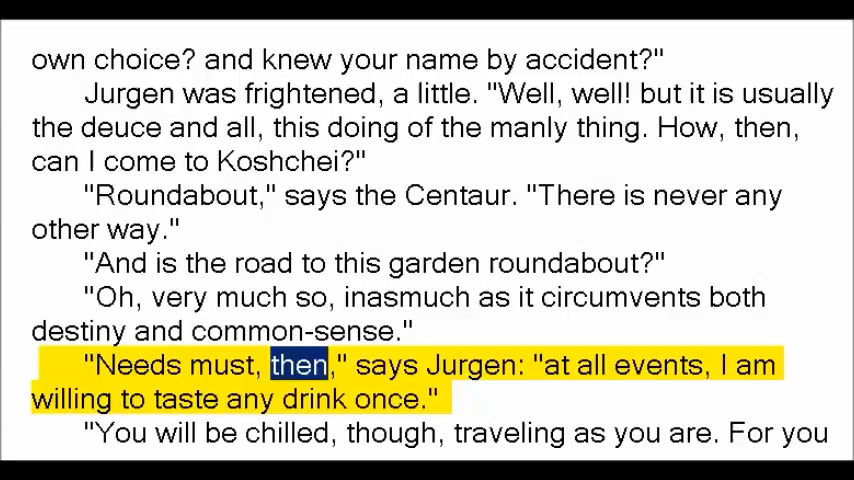 own choice? and knew your name by accident?"
Jurgen was frightened, a little. "Well, well! but it is usually
the deuce and all, this doing of the manly thing. How, then,
can I come to Koshchei?"
"Roundabout," says the Centaur. "There is never any
other way."
"And is the road to this garden roundabout?"
"Oh, very much so, inasmuch as it circumvents both
destiny and common-sense."
"Needs must, then," says Jurgen: "at all events, I am
willing to taste any drink once."
"You will be chilled, though, traveling as you are. For you